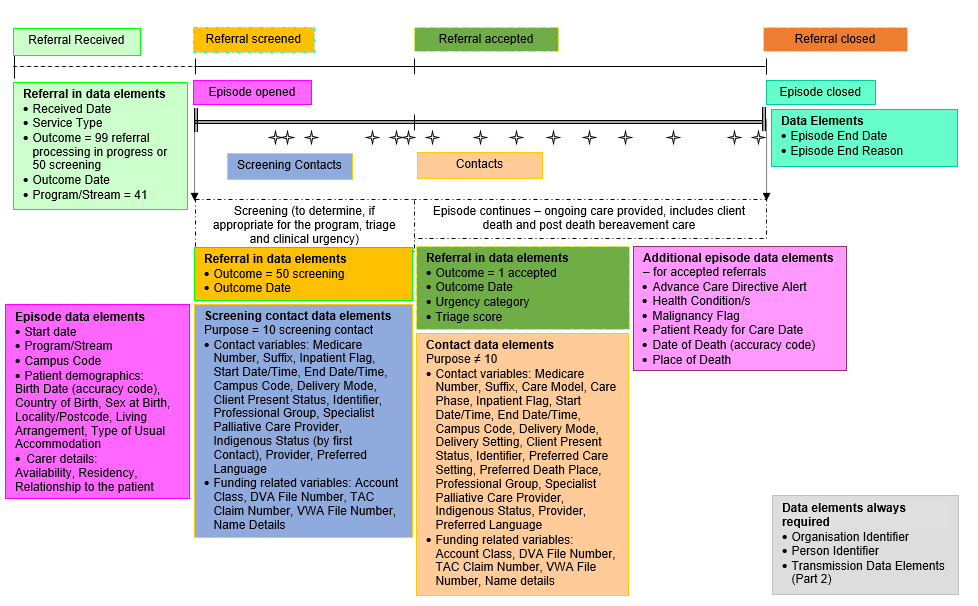 Referral Received
Referral screened
Referral accepted
Referral closed
Episode opened
Episode closed
Referral in data elements
• Received Date
• Service Type
• Outcome = 99 referral
processing in progress or
50 screening
• Outcome Date
• Program/Stream = 41
Data Elements
• Episode End Date
• Episode End Reason
Screening Contacts
Contacts
Screening (to determine, if
appropriate for the program, triage
and clinical urgency)
Episode continues – ongoing care provided, includes client
death and post death bereavement care
Referral in data elements
• Outcome = 50 screening
• Outcome Date
Referral in data elements
• Outcome = 1 accepted
• Outcome Date
• Urgency category
• Triage score
Additional episode data elements
– for accepted referrals
• Advance Care Directive Alert
• Health Condition/s
• Malignancy Flag
• Patient Ready for Care Date
• Date of Death (accuracy code)
• Place of Death
Episode data elements
• Start date
• Program/Stream
• Campus Code
• Patient demographics:
Birth Date (accuracy code),
Country of Birth, Sex at Birth,
Locality/Postcode, Living
Arrangement, Type of Usual
Accommodation
• Carer details:
Availability, Residency,
Relationship to the patient
Screening contact data elements
Purpose = 10 screening contact
• Contact variables: Medicare
Number, Suffix, Inpatient Flag,
Start Date/Time, End Date/Time,
Campus Code, Delivery Mode,
Client Present Status, Identifier,
Professional Group, Specialist
Palliative Care Provider,
Indigenous Status (by first
Contact), Provider, Preferred
Language
• Funding related variables: Account
Class, DVA File Number, TAC
Claim Number, VWA File Number,
Name Details
Contact data elements
Purpose ≠ 10
• Contact variables: Medicare
Number, Suffix, Care Model, Care
Phase, Inpatient Flag, Start
Date/Time, End Date/Time,
Campus Code, Delivery Mode,
Delivery Setting, Client Present
Status, Identifier, Preferred Care
Setting, Preferred Death Place,
Professional Group, Specialist
Palliative Care Provider,
Indigenous Status, Provider,
Preferred Language
• Funding related variables:
Account Class, DVA File Number,
TAC Claim Number, VWA File
Number, Name details
Data elements always
required
• Organisation Identifier
• Person Identifier
• Transmission Data Elements
(Part 2)